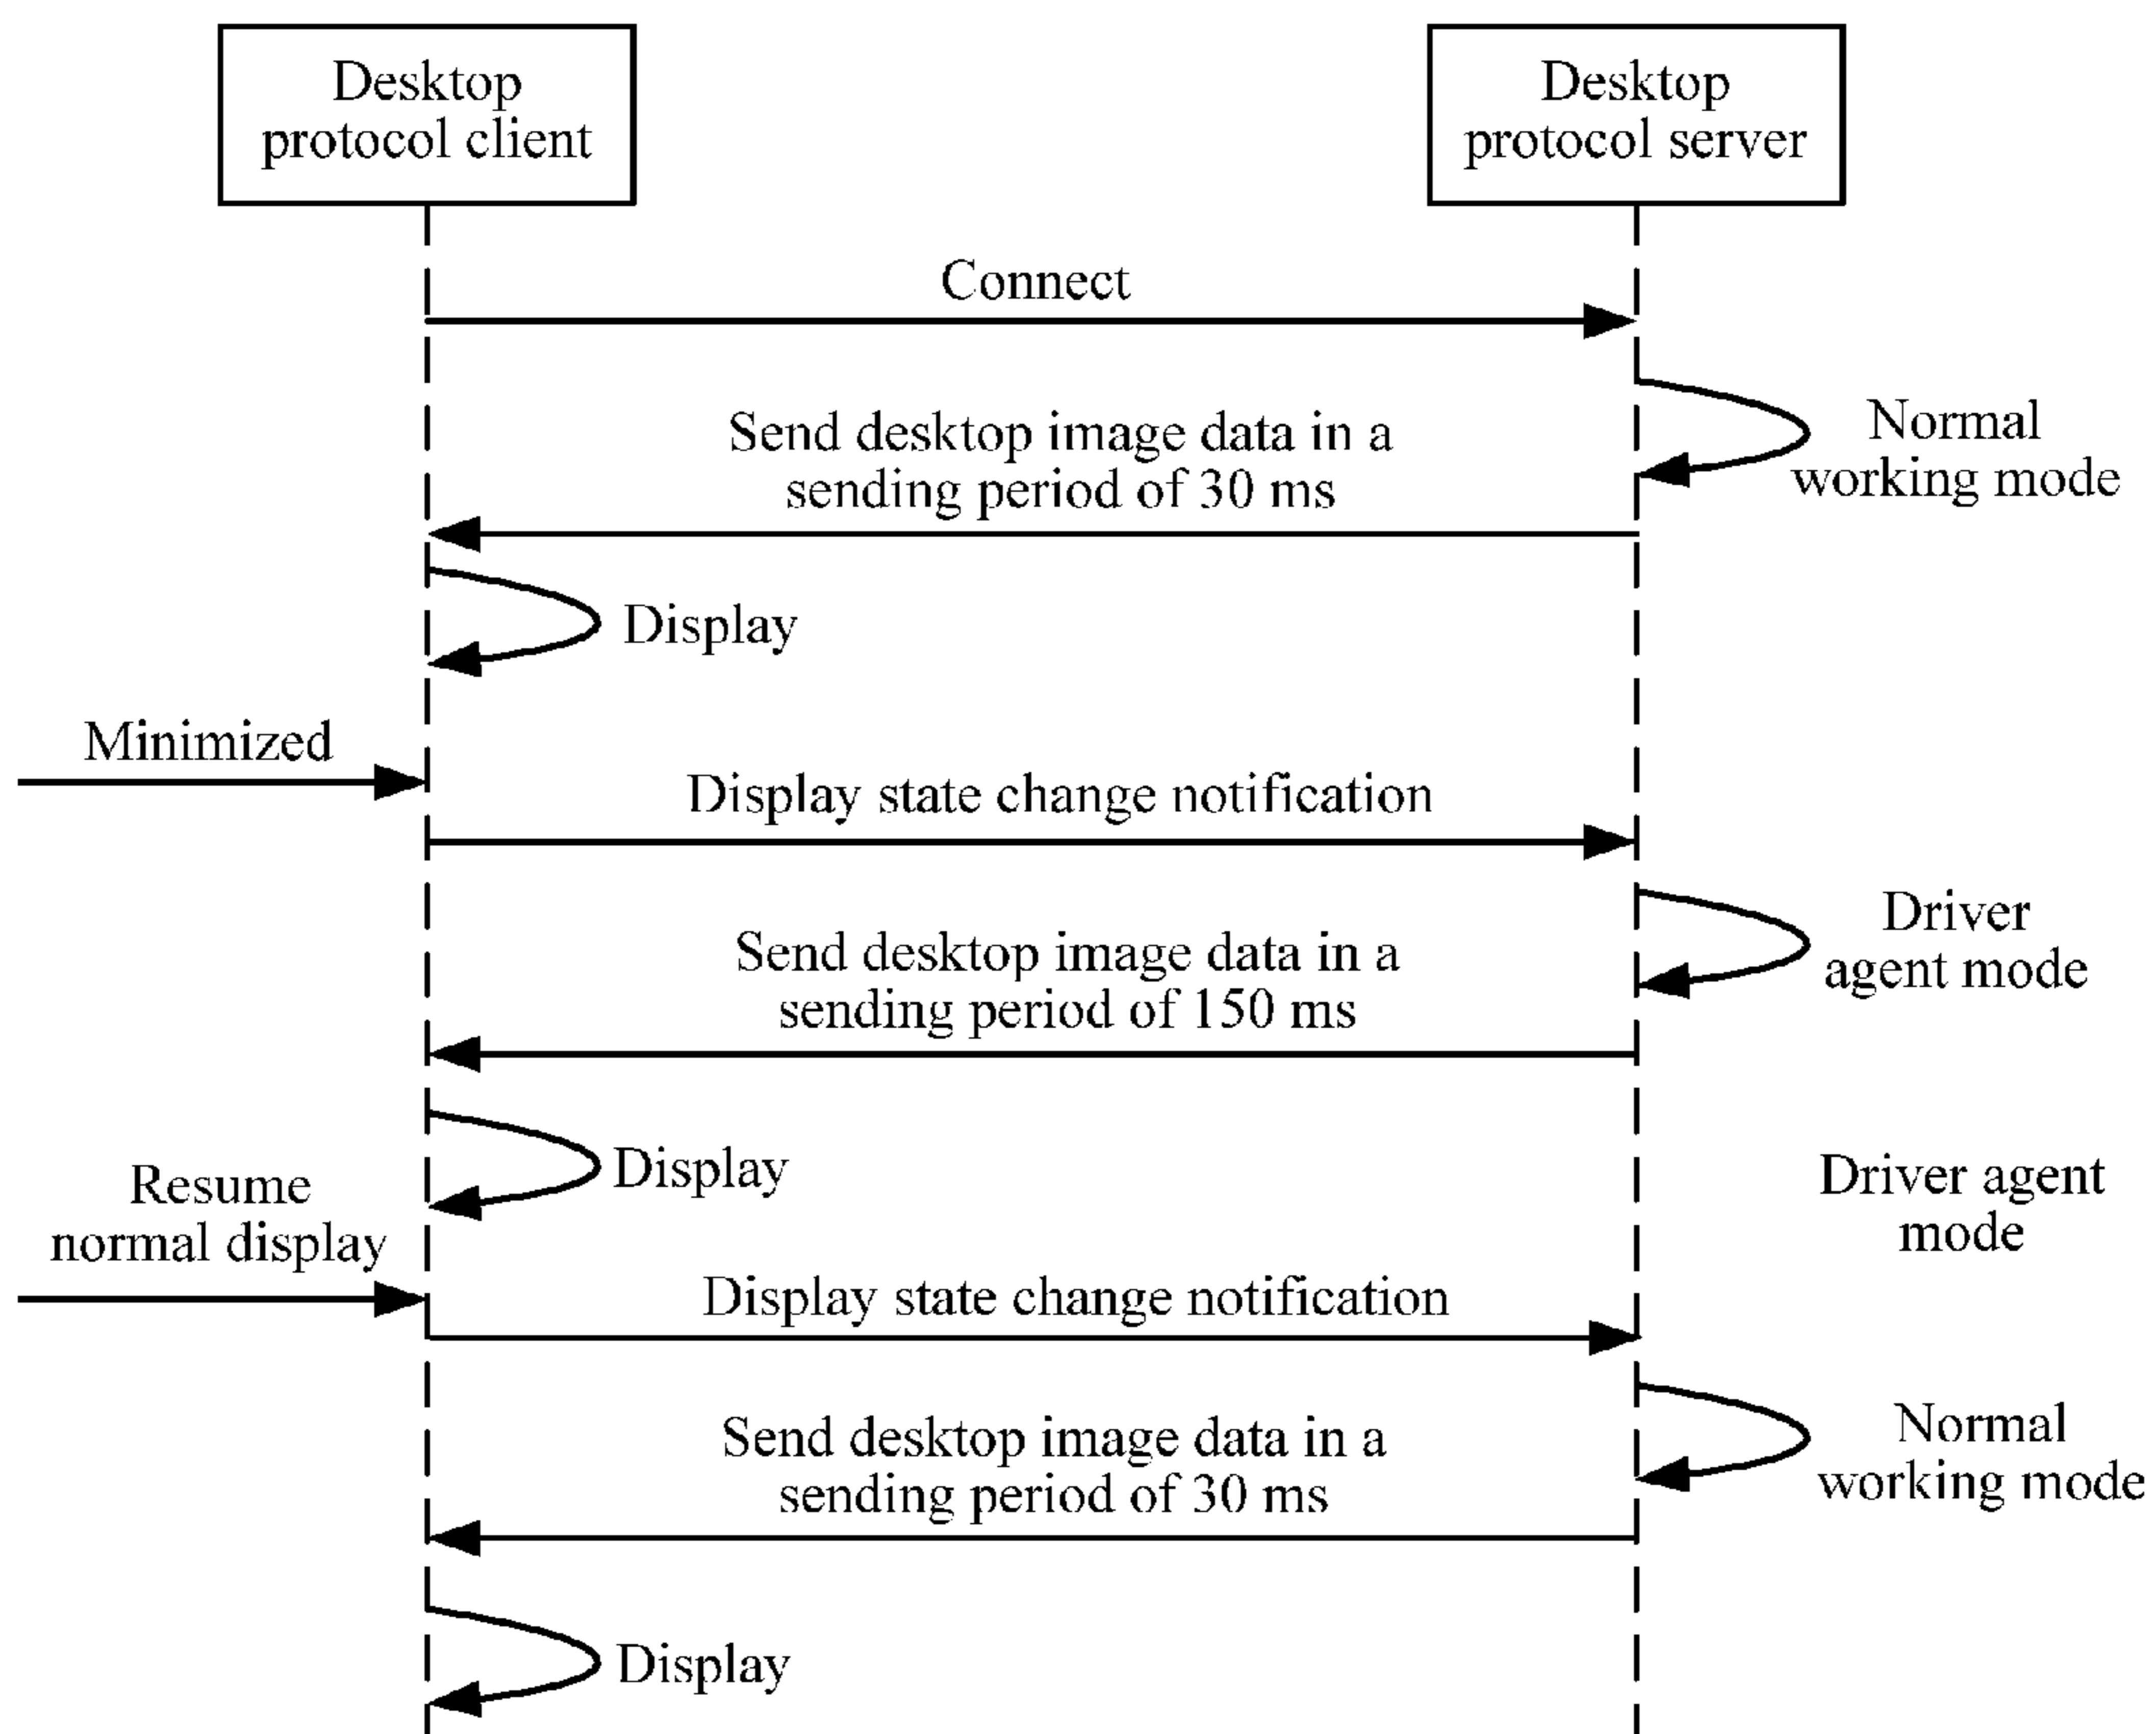 Desktop
protocol client
Desktop
protocol server
Connect
Normal
working mode
Send desktop image data in a
sending period of 30 ms
Display
Minimized
Display state change notification
Driver
agent mode
Send desktop image data in a
sending period of 150 ms
Display
Driver agent
mode
Resume
normal display
Display state change notification
Normal
working mode
Send desktop image data in a
sending period of 30 ms
Display